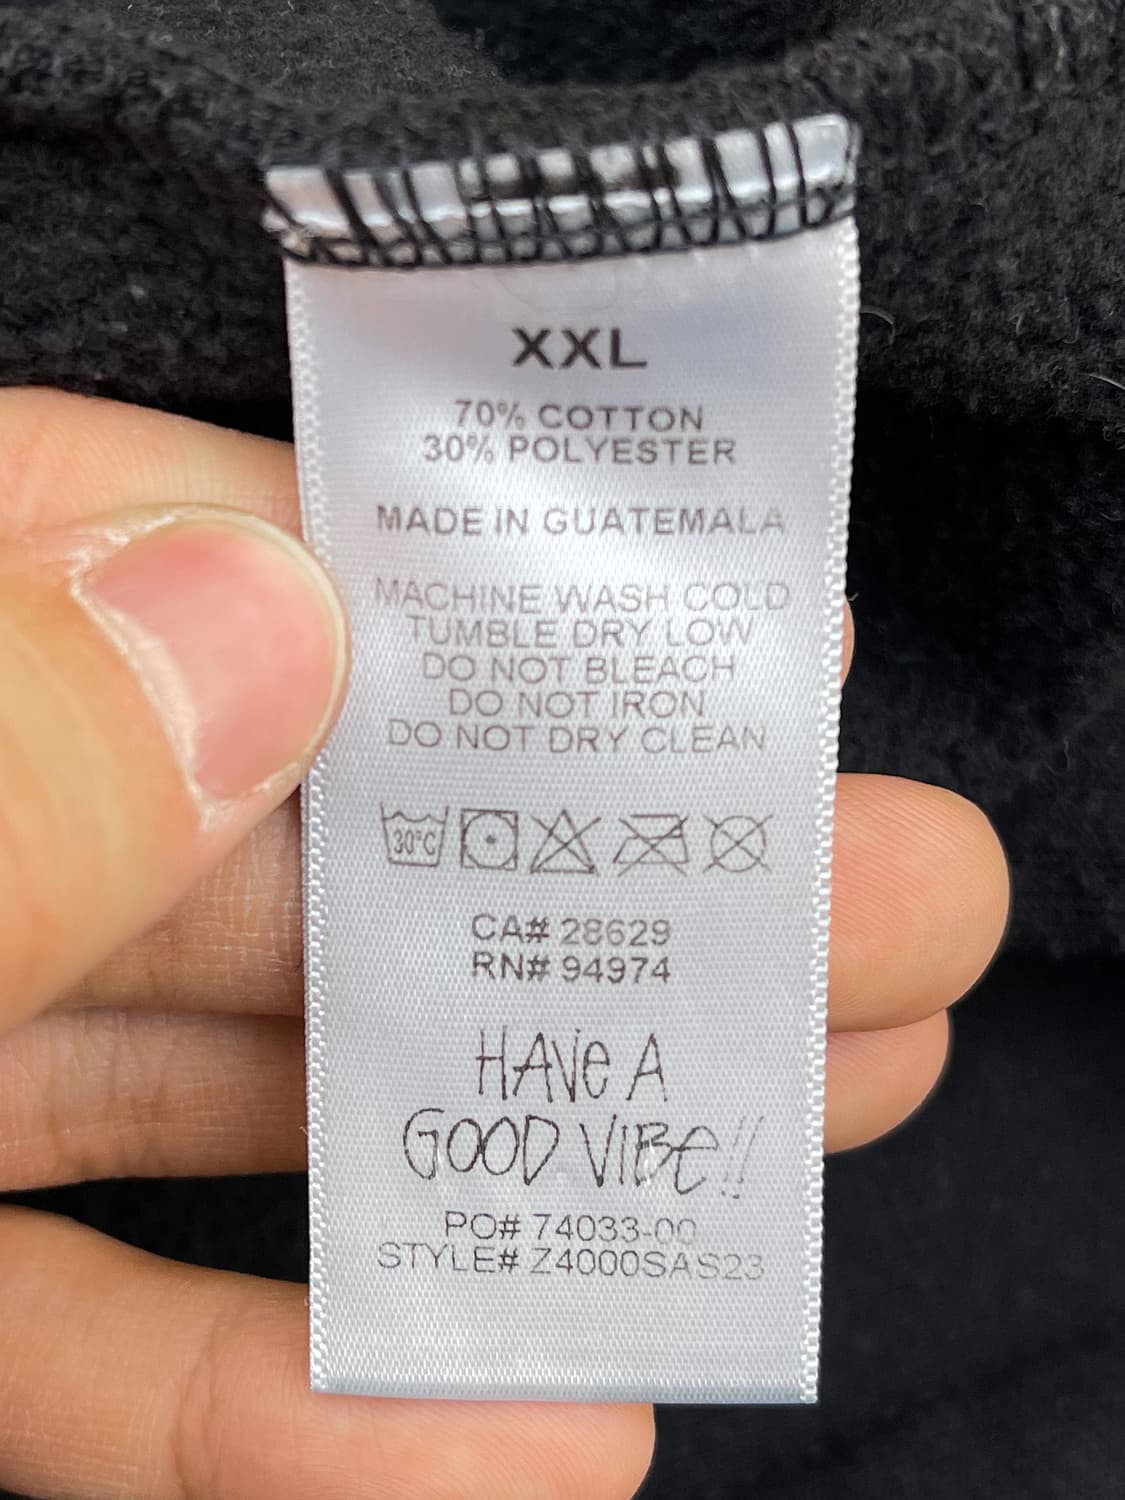 XXL
70% COTTON
30% POLYESTER
MADE IN GUATEMALA
MACHINE WASH COLD
TUMBLE DRY LOW
DO NOT BLEACH
DO NOT IRON
DO NOT DRY CLEAN
30°C
CA# 28629
RN# 94974
HAVe A
GOOD VIBe!!
PO# 74033-00
STYLE# Z4000SAS23